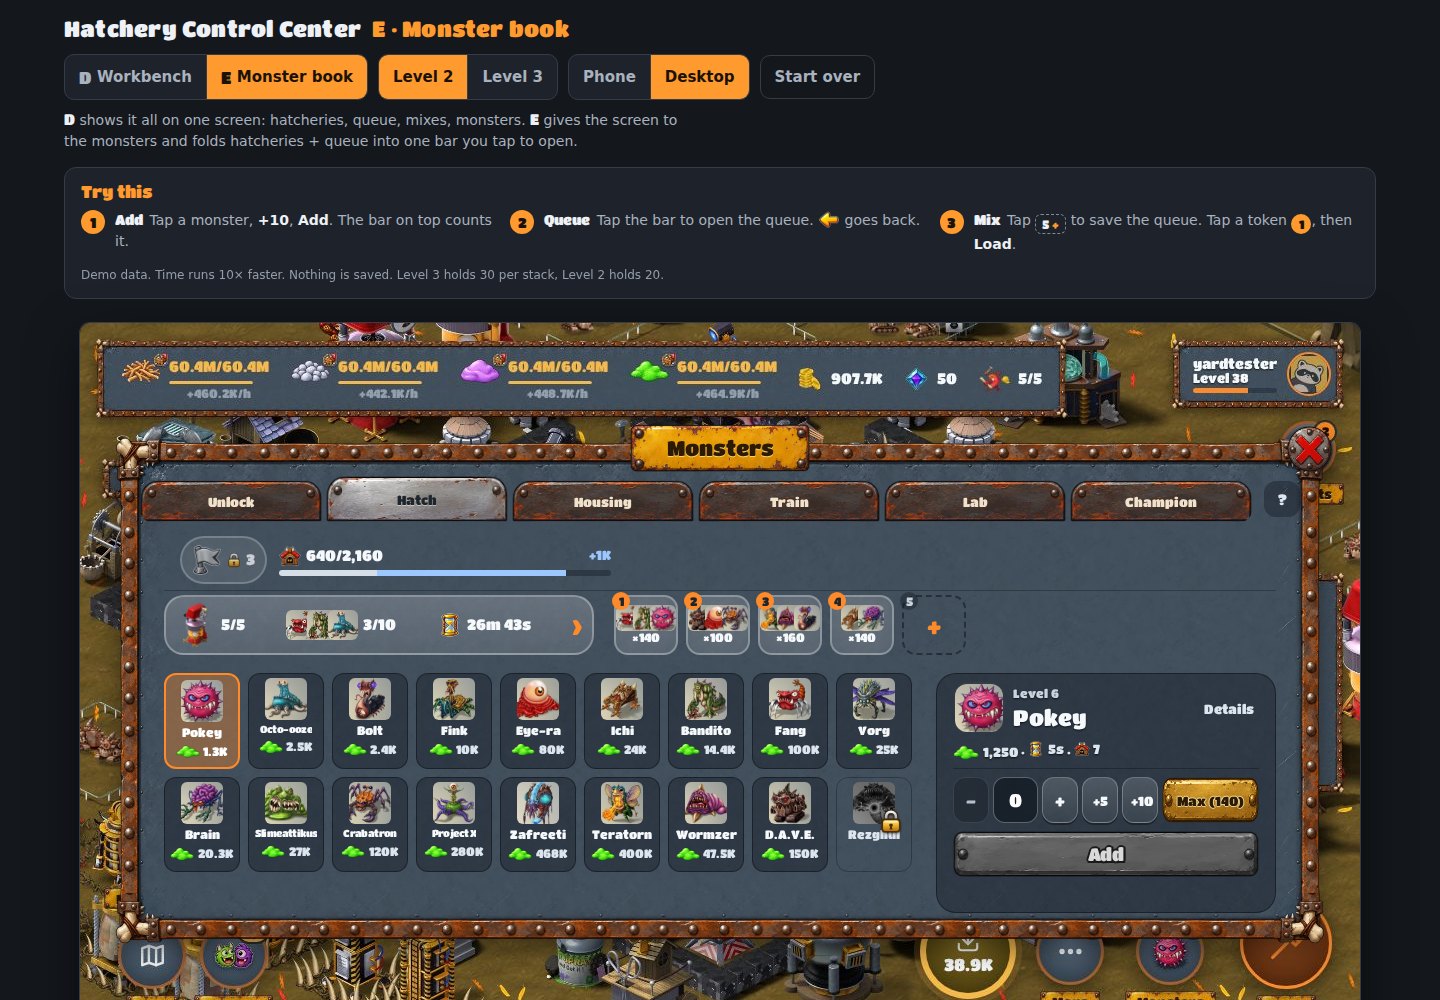 Hatchery Control Center E · Monster book
D Workbench E Monster book Level 2 Level 3 Phone Desktop Start over
D shows it all on one screen: hatcheries, queue, mixes, monsters. E gives the screen to
the monsters and folds hatcheries + queue into one bar you tap to open.
Try this
1 Add Tap a monster, +10, Add. The bar on top counts
it.
2 Queue Tap the bar to open the queue. goes back.
3 Mix Tap 5+ to save the queue. Tap a token 1, then
Load.
Demo data. Time runs 10× faster. Nothing is saved. Level 3 holds 30 per stack, Level 2 holds 20.
60.4M/60.4M 60.4M/60.4M 60.4M/60.4M 60.4M/60.4M 907.7K 50 5/5
+460.2K/h +442.1K/h +448.7K/h +464.9K/h
yardtester
Level 38
Monsters
Unlock Hatch Housing Train Lab Champion ?
3 640/2,160 +1K
5/5 3/10 26m 43s
1 2 3 4 5
×140 ×100 ×160 ×140 +
Pokey Octo-ooze Bolt Fink Eye-ra Ichi Bandito Fang Vorg
1.3K 2.5K 2.4K 10K 80K 24K 14.4K 100K 25K
Brain Slimeattikus Crabatron Project X Zafreeti Teratorn Wormzer D.A.V.E. Rezghul
20.3K 27K 120K 280K 468K 400K 47.5K 150K
Level 6
Pokey
Details
1,250 · 5s · 7
− 0 + +5 +10 Max (140)
Add
38.9K